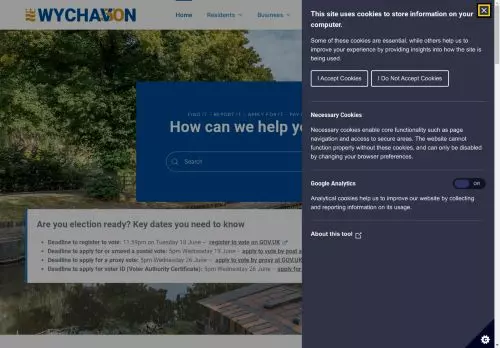 WYCHAVON
Home
Residents
Business
FIND IT | REPORT IT | APPLY FOR IT
How can we help yo
Search
Are you election ready? Key dates you need to know
Deadline to register to vote: 11.59pm on Tuesday 18 June – register to vote on GOV.UK
Deadline to apply for or amend a postal vote: 5pm Wednesday 19 June – apply to vote by post a
Deadline to apply for a proxy vote: 5pm Wednesday 26 June – apply to vote by proxy at GOV.UK
Deadline to apply for voter ID (Voter Authority Certificate): 5pm Wednesday 26 June – apply for
This site uses cookies to store information on your
computer.
Some of these cookies are essential, while others help us to
improve your experience by providing insights into how the site is
being used.
I Accept Cookies
I Do Not Accept Cookies
Necessary Cookies
Necessary cookies enable core functionality such as page
navigation and access to secure areas. The website cannot
function properly without these cookies, and can only be disabled
by changing your browser preferences.
Google Analytics
Off
Analytical cookies help us to improve our website by collecting
and reporting information on its usage.
About this tool